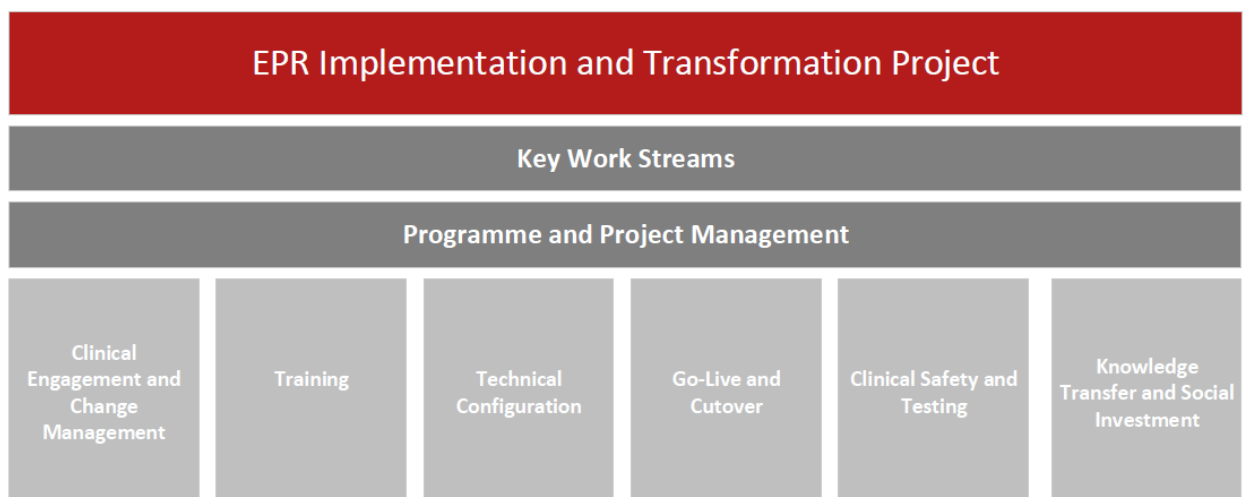 EPR Implementation and Transformation Project
Key Work Streams
Programme and Project Management
Clinical
Engagement and
Change
Management
Training
Technical
Configuration
Go-Live and
Cutover
Clinical Safety and
Testing
Knowledge
Transfer and Social
Investment